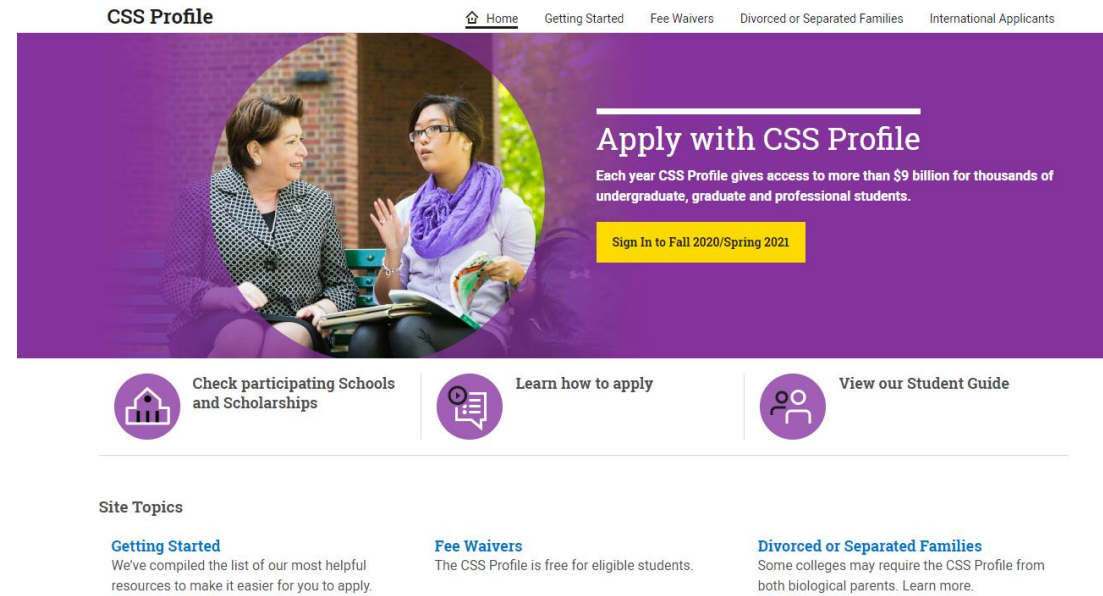 CSS Profile
Home
Getting Started
Fee Waivers
Divorced or Separated Families
International Applicants
Apply with CSS Profile
Each year CSS Profile gives access to more than $9 billion for thousands of
undergraduate, graduate and professional students.
Sign In to Fall 2020/Spring 2021
Check participating Schools
and Scholarships
Learn how to apply
View our Student Guide
Site Topics
Getting Started
We've compiled the list of our most helpful
resources to make it easier for you to apply.
Fee Waivers
The CSS Profile is free for eligible students.
Divorced or Separated Families
Some colleges may require the CSS Profile from
both biological parents. Learn more.